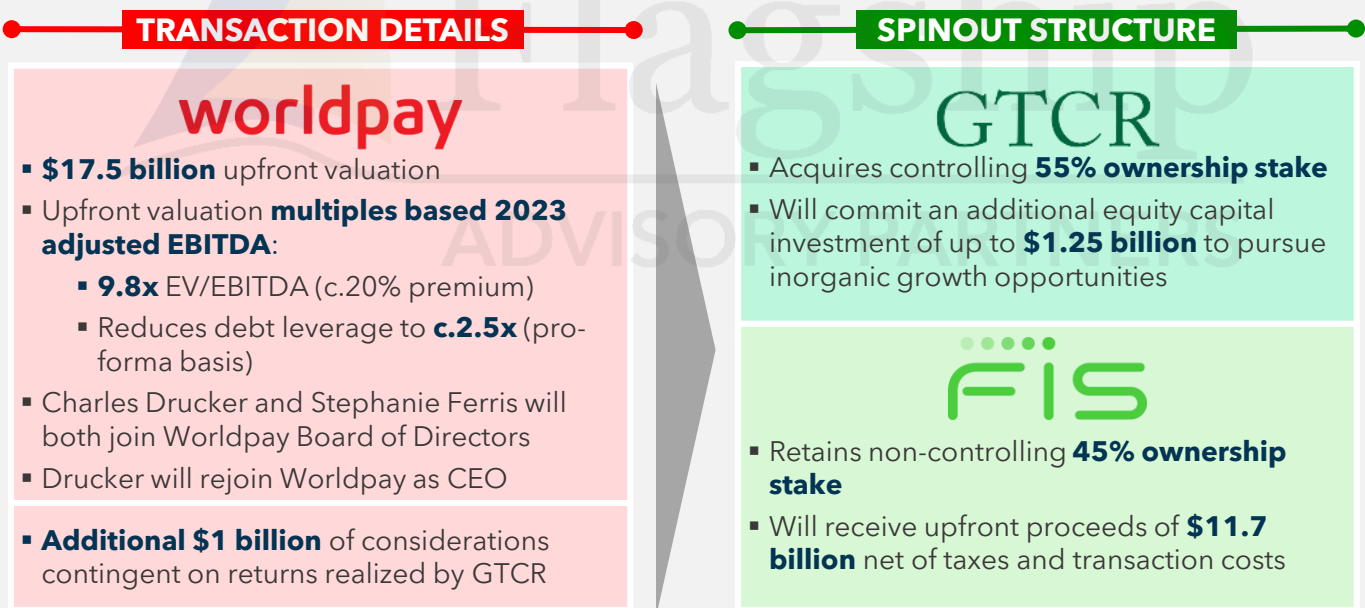 TRANSACTION DETAILS
worldpay
▪ $17.5 billion upfront valuation
▪ Upfront valuation multiples based 2023
adjusted EBITDA:
▪ 9.8x EV/EBITDA (c.20% premium)
▪ Reduces debt leverage to c.2.5x (pro-
forma basis)
▪ Charles Drucker and Stephanie Ferris will
both join Worldpay Board of Directors
▪ Drucker will rejoin Worldpay as CEO
▪ Additional $1 billion of considerations
contingent on returns realized by GTCR
SPINOUT STRUCTURE
GTCR
▪ Acquires controlling 55% ownership stake
▪ Will commit an additional equity capital
investment of up to $1.25 billion to pursue
inorganic growth opportunities
FIS
▪ Retains non-controlling 45% ownership
stake
▪ Will receive upfront proceeds of $11.7
billion net of taxes and transaction costs
Flagship
ADVISORY PARTNERS